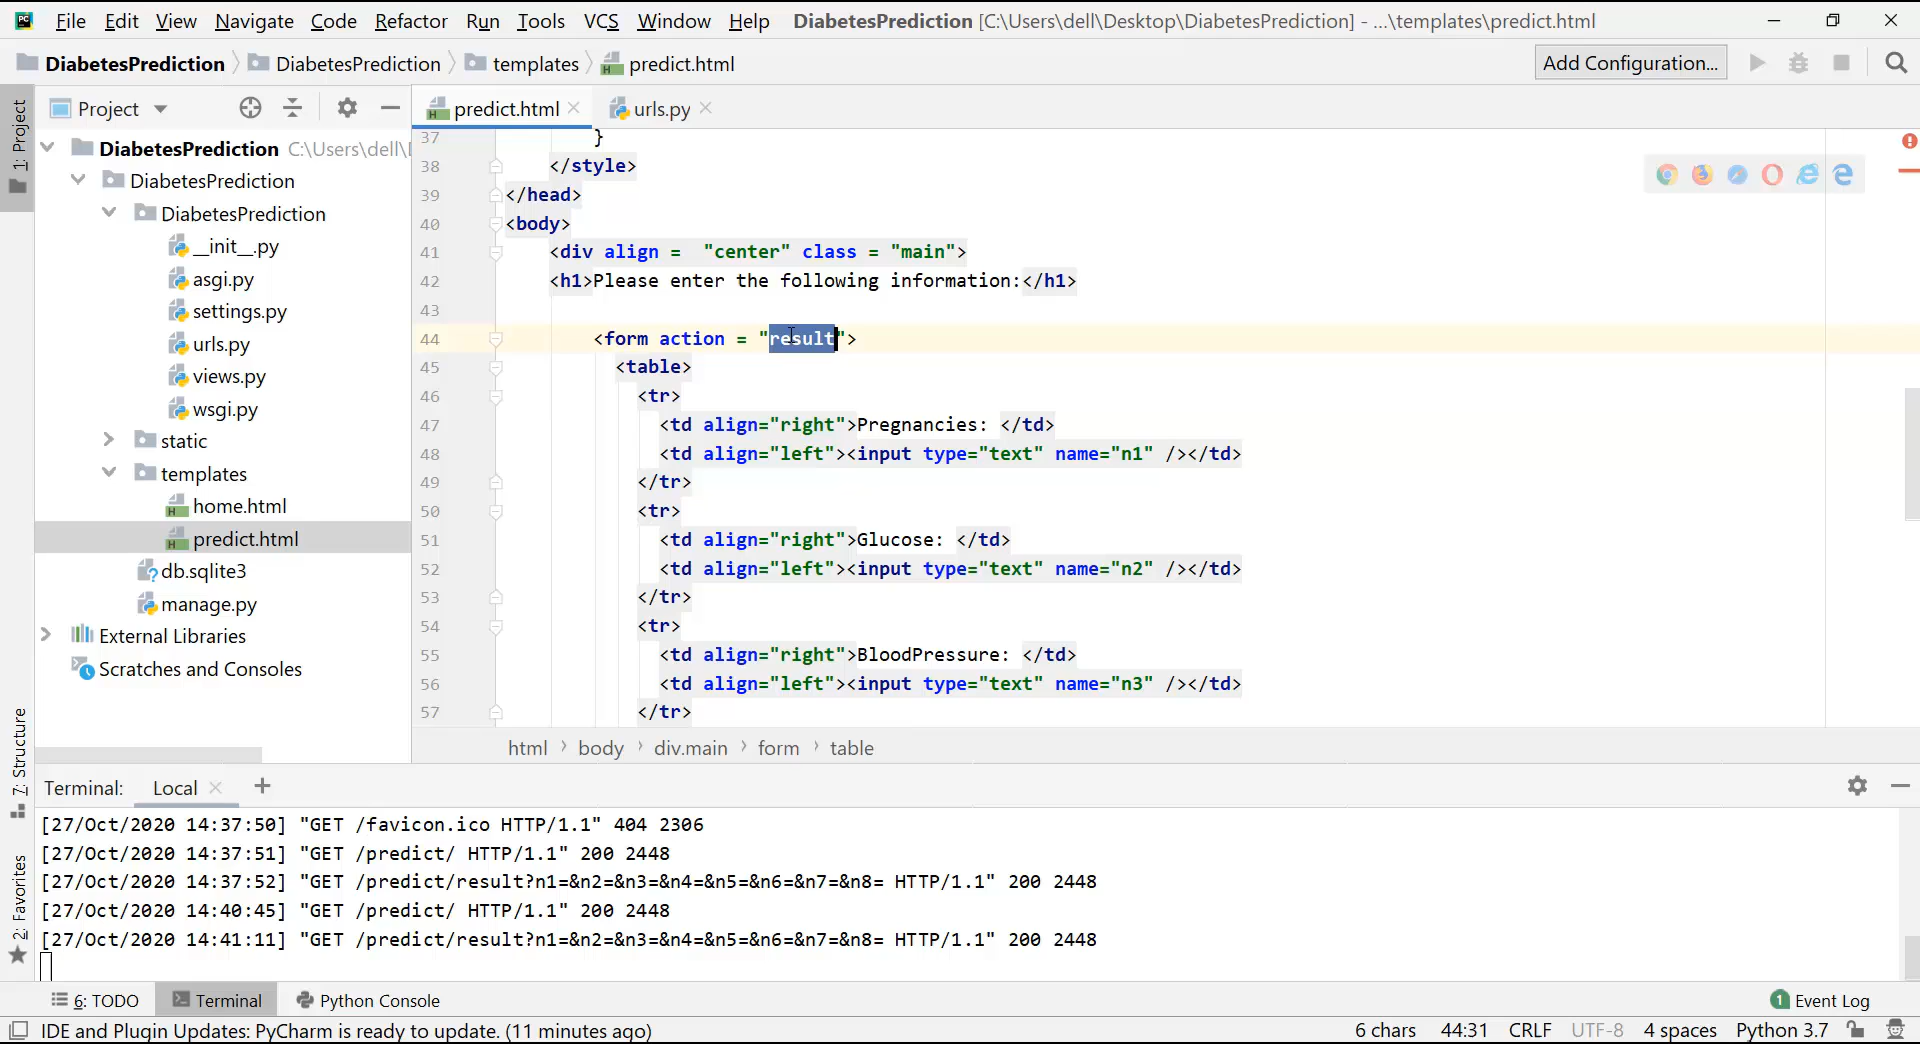 File Edit View Navigate Code Refactor Run Tools VCS Window Help DiabetesPrediction [C:\Users\dell\Desktop\DiabetesPrediction] - ...\templates\predict.html
DiabetesPrediction DiabetesPrediction templates predict.html Add Configuration...
1: Project
Project
predict.html urls.py
DiabetesPrediction C:\Users\dell\
DiabetesPrediction
DiabetesPrediction
__init__.py
asgi.py
settings.py
urls.py
views.py
wsgi.py
static
templates
home.html
predict.html
db.sqlite3
manage.py
External Libraries
Scratches and Consoles
37 }
38 </style>
39 </head>
40 <body>
41 <div align = "center" class = "main">
42 <h1>Please enter the following information:</h1>
43
44 <form action = "result">
45 <table>
46 <tr>
47 <td align="right">Pregnancies: </td>
48 <td align="left"><input type="text" name="n1" /></td>
49 </tr>
50 <tr>
51 <td align="right">Glucose: </td>
52 <td align="left"><input type="text" name="n2" /></td>
53 </tr>
54 <tr>
55 <td align="right">BloodPressure: </td>
56 <td align="left"><input type="text" name="n3" /></td>
57 </tr>
html body div.main form table
7: Structure
2: Favorites
Terminal: Local
[27/Oct/2020 14:37:50] "GET /favicon.ico HTTP/1.1" 404 2306
[27/Oct/2020 14:37:51] "GET /predict/ HTTP/1.1" 200 2448
[27/Oct/2020 14:37:52] "GET /predict/result?n1=&n2=&n3=&n4=&n5=&n6=&n7=&n8= HTTP/1.1" 200 2448
[27/Oct/2020 14:40:45] "GET /predict/ HTTP/1.1" 200 2448
[27/Oct/2020 14:41:11] "GET /predict/result?n1=&n2=&n3=&n4=&n5=&n6=&n7=&n8= HTTP/1.1" 200 2448
6: TODO Terminal Python Console 1 Event Log
IDE and Plugin Updates: PyCharm is ready to update. (11 minutes ago) 6 chars 44:31 CRLF UTF-8 4 spaces Python 3.7